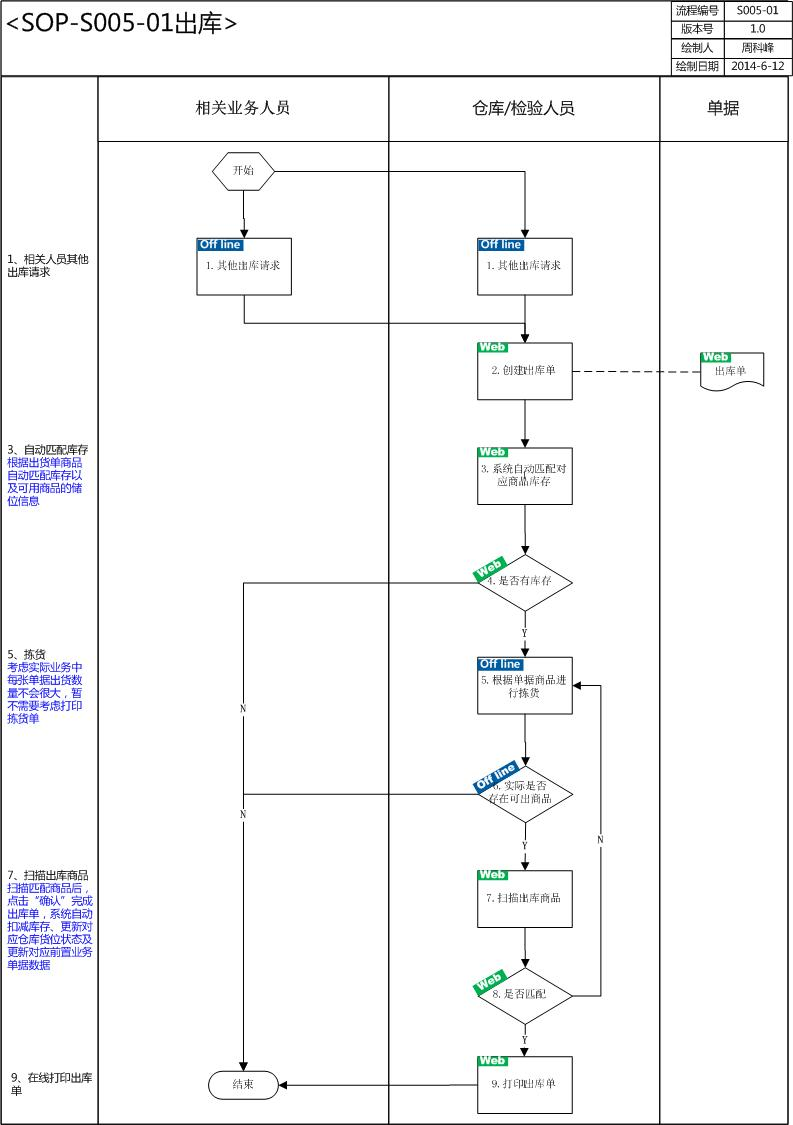 <SOP-S005-01出库>
流程编号 S005-01
版本号 1.0
绘制人 周科峰
绘制日期 2014-6-12
相关业务人员
仓库/检验人员
单据
开始
1、相关人员其他
出库请求
Off line
1.其他出库请求
Off line
1.其他出库请求
Web
2.创建出库单
Web
出库单
3、自动匹配库存
根据出货单商品
自动匹配库存以
及可用商品的储
位信息
Web
3.系统自动匹配对
应商品库存
Web
4.是否有库存
Y
5、拣货
考虑实际业务中
每张单据出货数
量不会很大，暂
不需要考虑打印
拣货单
Off line
5.根据单据商品进
行拣货
N
Off line
6.实际是否
存在可出商品
N
Y
N
7、扫描出库商品
扫描匹配商品后，
点击“确认”完成
出库单，系统自动
扣减库存、更新对
应仓库货位状态及
更新对应前置业务
单据数据
Web
7.扫描出库商品
Web
8.是否匹配
Y
9、在线打印出库
单
结束
Web
9.打印出库单